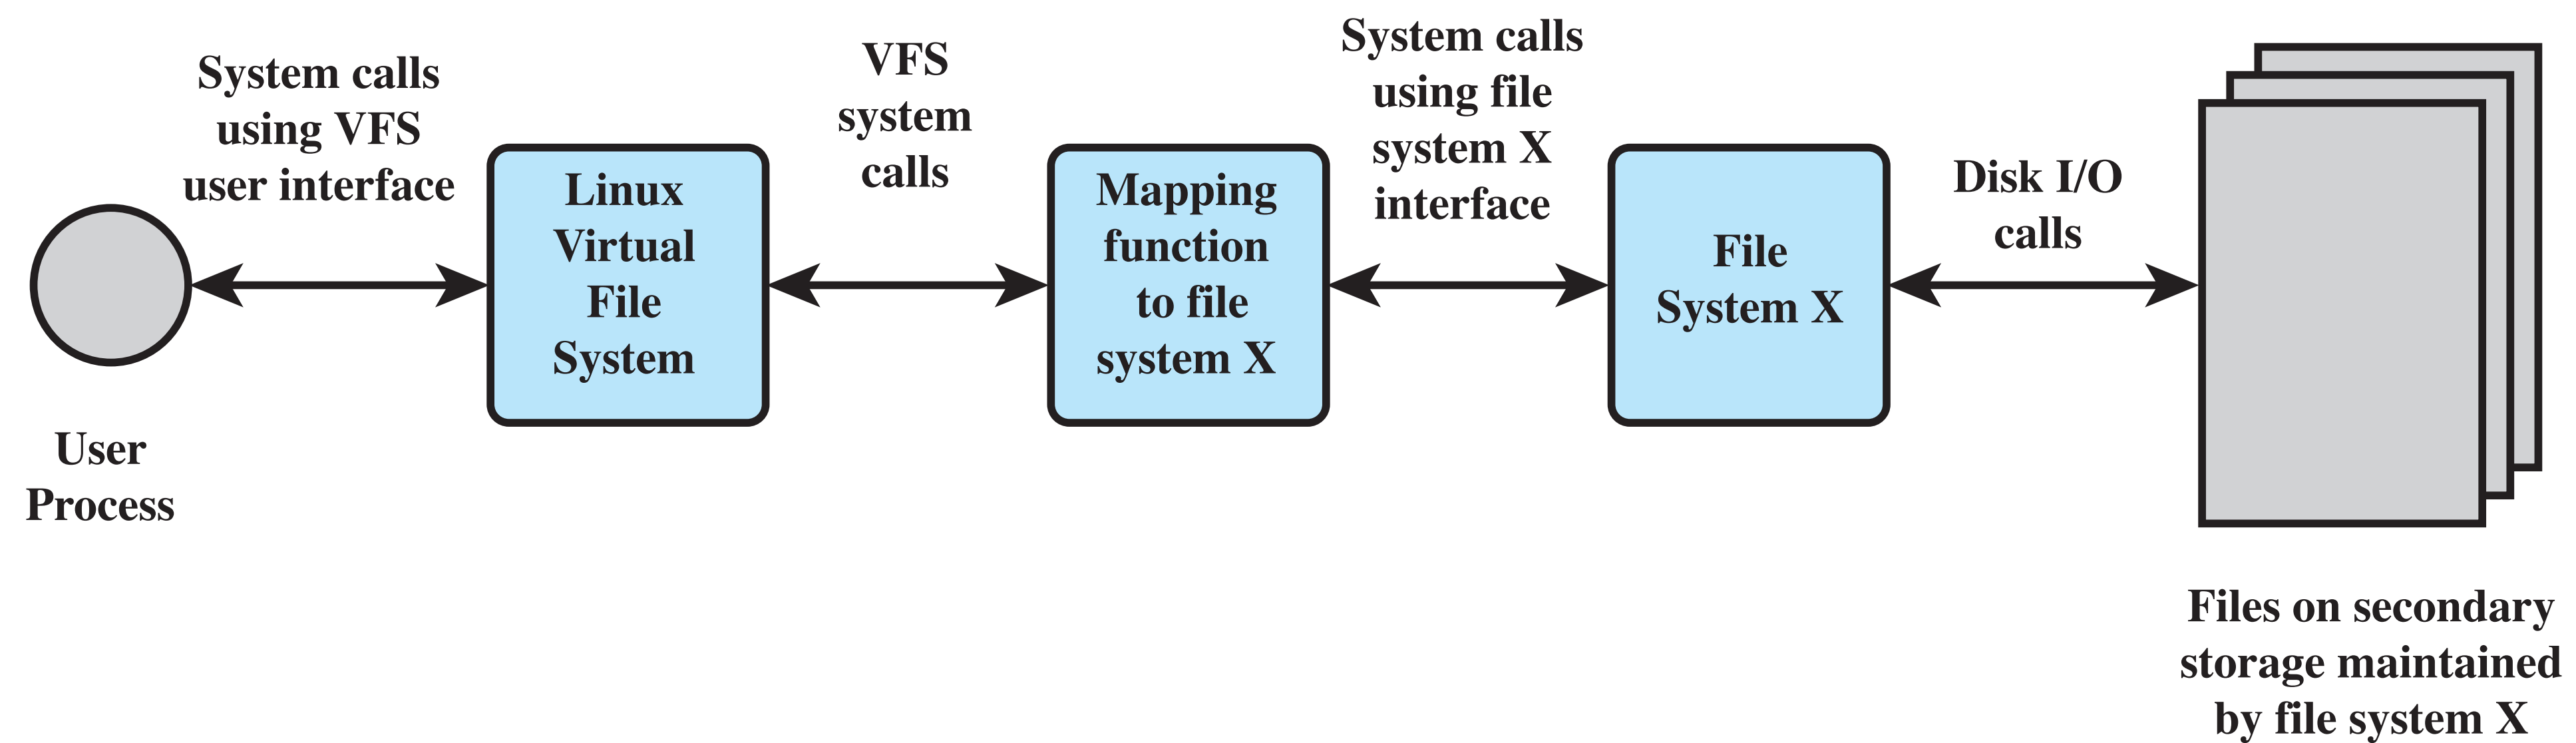 System calls
using VFS
user interface
VFS
system
calls
System calls
using file
system X
interface
Disk I/O
calls
User
Process
Linux
Virtual
File
System
Mapping
function
to file
system X
File
System X
Files on secondary
storage maintained
by file system X